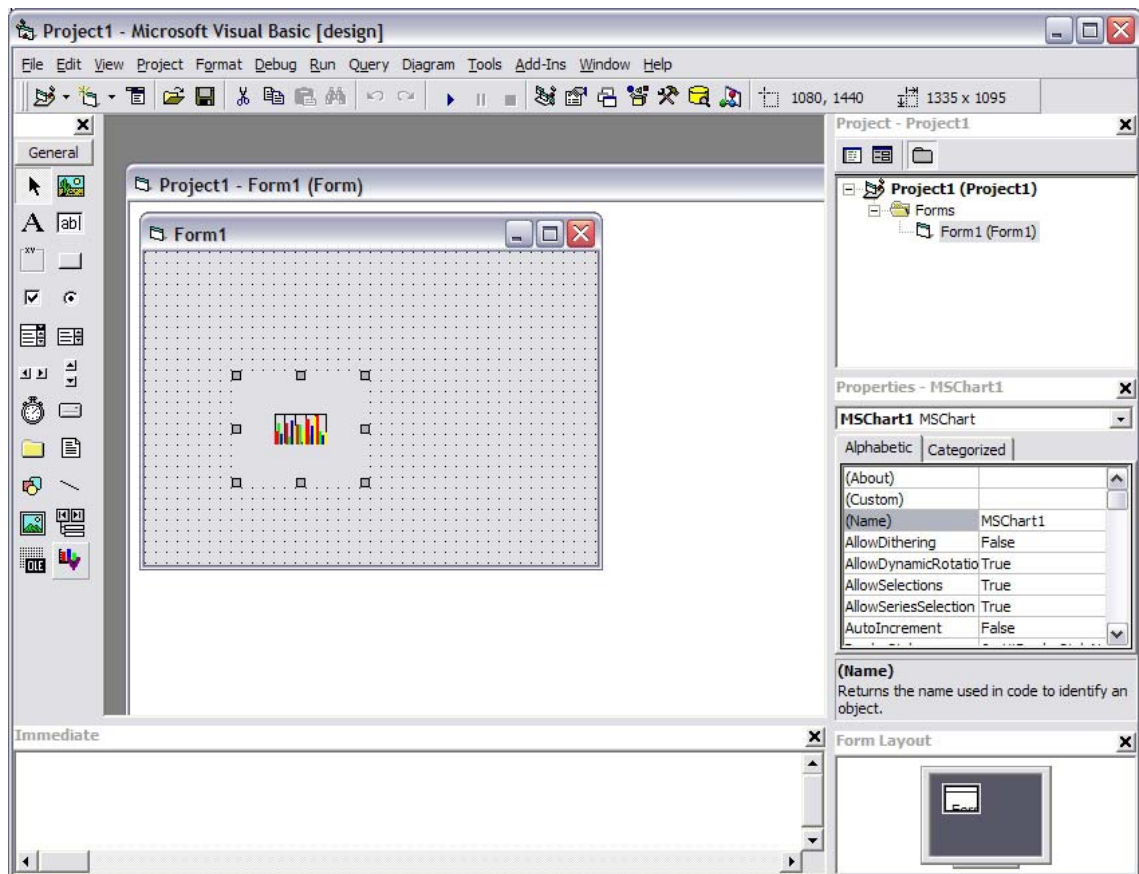 Project1 - Microsoft Visual Basic [design]
File Edit View Project Format Debug Run Query Diagram Tools Add-Ins Window Help
1080, 1440 1335 x 1095
General
A
ab
xv
OLE
Project1 - Form1 (Form)
Form1
Project - Project1
Project1 (Project1)
Forms
Form1 (Form1)
Properties - MSChart1
MSChart1 MSChart
Alphabetic Categorized
(About)
(Custom)
(Name) MSChart1
AllowDithering False
AllowDynamicRotatio True
AllowSelections True
AllowSeriesSelection True
AutoIncrement False
(Name)
Returns the name used in code to identify an
object.
Immediate
Form Layout